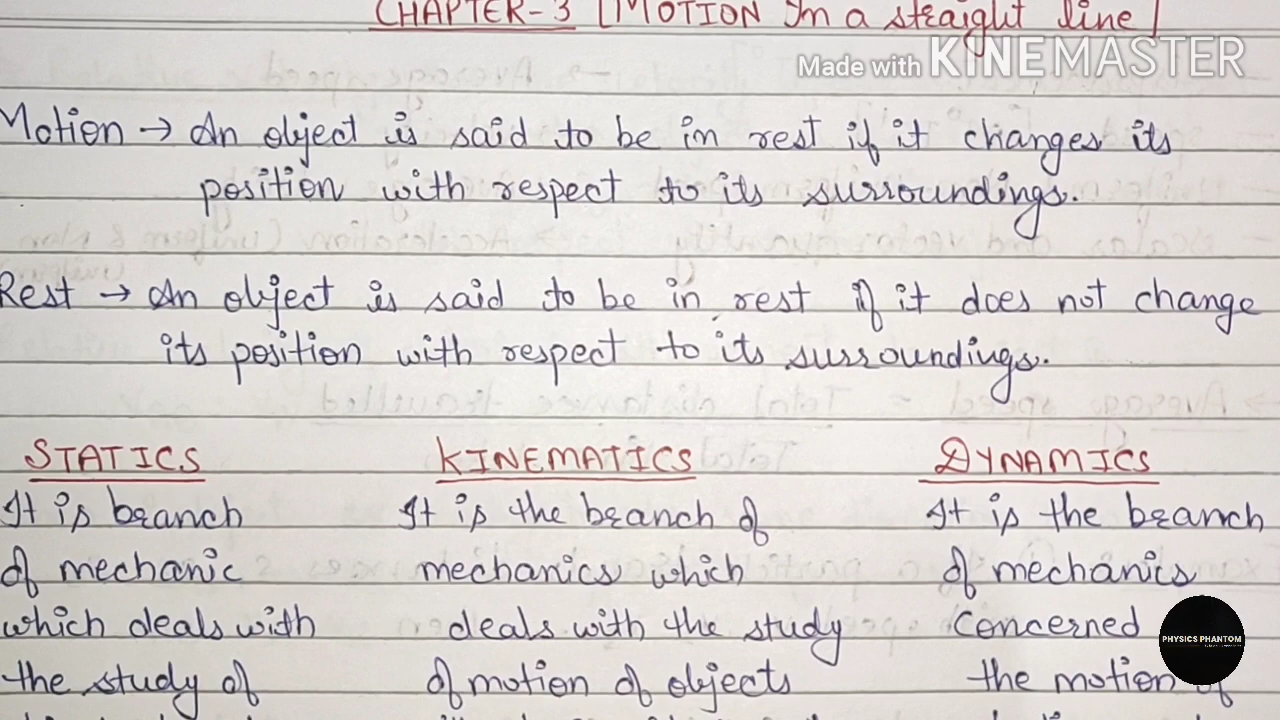 CHAPTER-3 [MOTION In a straight line]
Made with KINEMASTER
Motion → An object is said to be in rest if it changes its
position with respect to its surroundings.
Rest → An object is said to be in rest if it does not change
its position with respect to its surroundings.
STATICS
It is branch
of mechanic
which deals with
the study of
KINEMATICS
It is the branch of
mechanics which
deals with the study
of motion of objects
DYNAMICS
It is the branch
of mechanics
Concerned
the motion of
PHYSICS PHANTOM